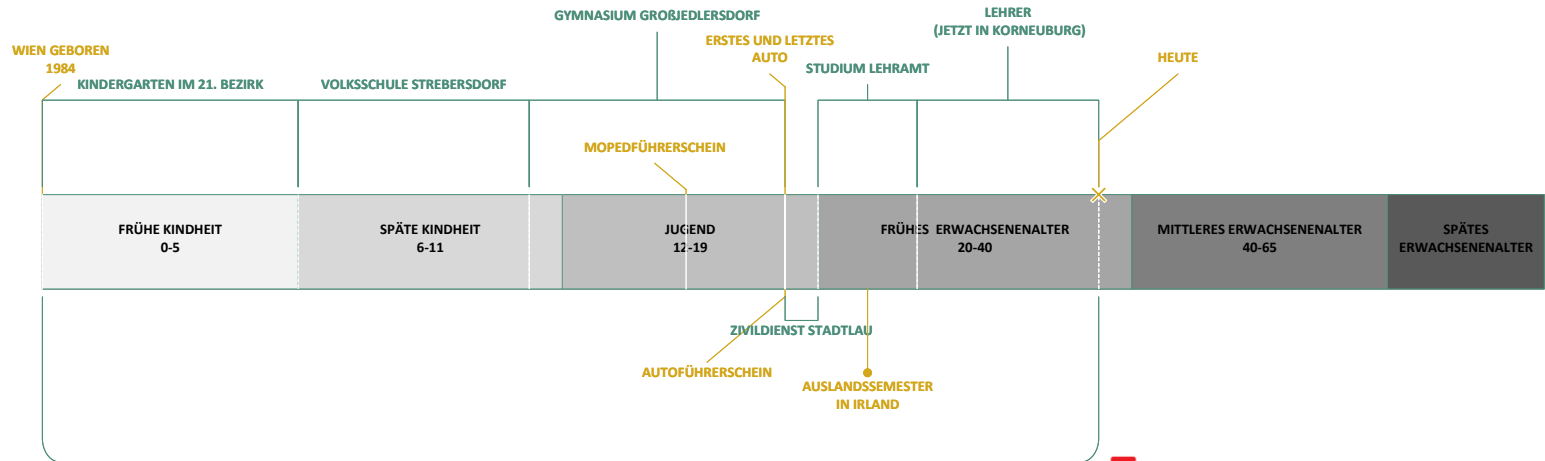 GYMNASIUM GROßJEDLERSDORF
LEHRER
(JETZT IN KORNEUBURG)
WIEN GEBOREN
1984
ERSTES UND LETZTES
AUTO
HEUTE
KINDERGARTEN IM 21. BEZIRK
VOLKSSCHULE STREBERSDORF
STUDIUM LEHRAMT
MOPEDFÜHRERSCHEIN
FRÜHE KINDHEIT
0-5
SPÄTE KINDHEIT
6-11
JUGEND
12-19
FRÜHES ERWACHSENENALTER
20-40
MITTLERES ERWACHSENENALTER
40-65
SPÄTES
ERWACHSENENALTER
ZIVILDIENST STADTLAU
AUTOFÜHRERSCHEIN
AUSLANDSSEMESTER
IN IRLAND